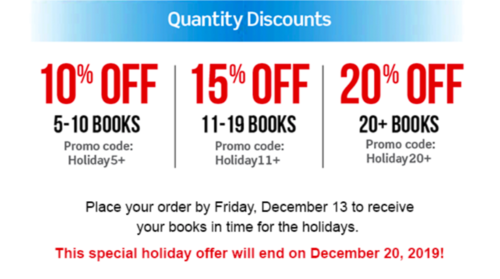 Quantity Discounts
10% OFF
5-10 BOOKS
Promo code:
Holiday5+
15% OFF
11-19 BOOKS
Promo code:
Holiday11+
20% OFF
20+ BOOKS
Promo code:
Holiday20+
Place your order by Friday, December 13 to receive
your books in time for the holidays.
This special holiday offer will end on December 20, 2019!